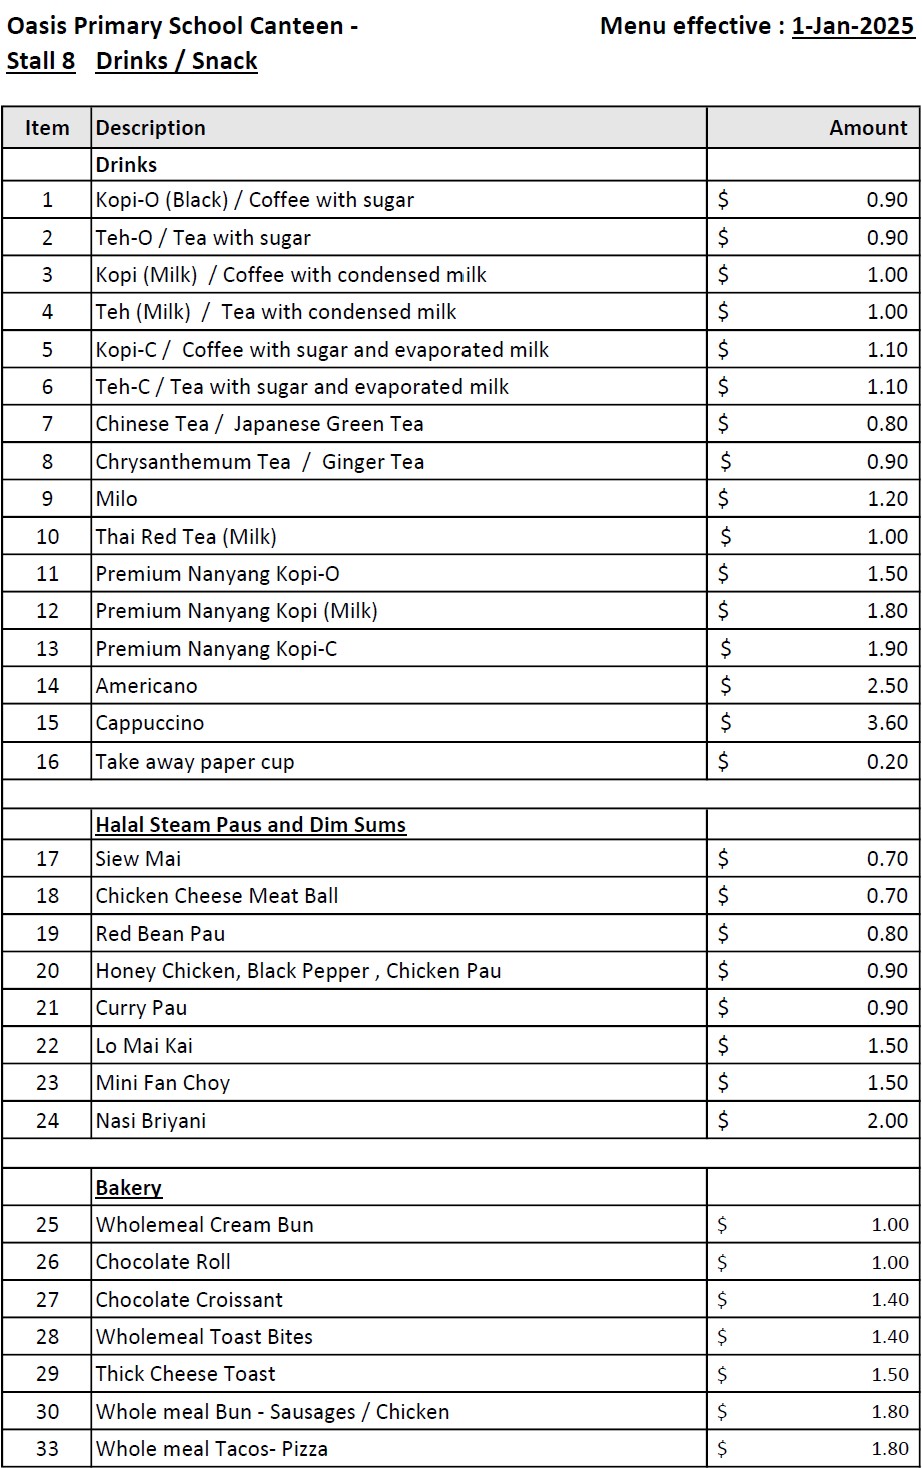 Oasis Primary School Canteen - Menu effective : 1-Jan-2025
Stall 8 Drinks / Snack
Item Description Amount
Drinks
1 Kopi-O (Black) / Coffee with sugar $ 0.90
2 Teh-O / Tea with sugar $ 0.90
3 Kopi (Milk) / Coffee with condensed milk $ 1.00
4 Teh (Milk) / Tea with condensed milk $ 1.00
5 Kopi-C / Coffee with sugar and evaporated milk $ 1.10
6 Teh-C / Tea with sugar and evaporated milk $ 1.10
7 Chinese Tea / Japanese Green Tea $ 0.80
8 Chrysanthemum Tea / Ginger Tea $ 0.90
9 Milo $ 1.20
10 Thai Red Tea (Milk) $ 1.00
11 Premium Nanyang Kopi-O $ 1.50
12 Premium Nanyang Kopi (Milk) $ 1.80
13 Premium Nanyang Kopi-C $ 1.90
14 Americano $ 2.50
15 Cappuccino $ 3.60
16 Take away paper cup $ 0.20
Halal Steam Paus and Dim Sums
17 Siew Mai $ 0.70
18 Chicken Cheese Meat Ball $ 0.70
19 Red Bean Pau $ 0.80
20 Honey Chicken, Black Pepper , Chicken Pau $ 0.90
21 Curry Pau $ 0.90
22 Lo Mai Kai $ 1.50
23 Mini Fan Choy $ 1.50
24 Nasi Briyani $ 2.00
Bakery
25 Wholemeal Cream Bun $ 1.00
26 Chocolate Roll $ 1.00
27 Chocolate Croissant $ 1.40
28 Wholemeal Toast Bites $ 1.40
29 Thick Cheese Toast $ 1.50
30 Whole meal Bun - Sausages / Chicken $ 1.80
33 Whole meal Tacos- Pizza $ 1.80